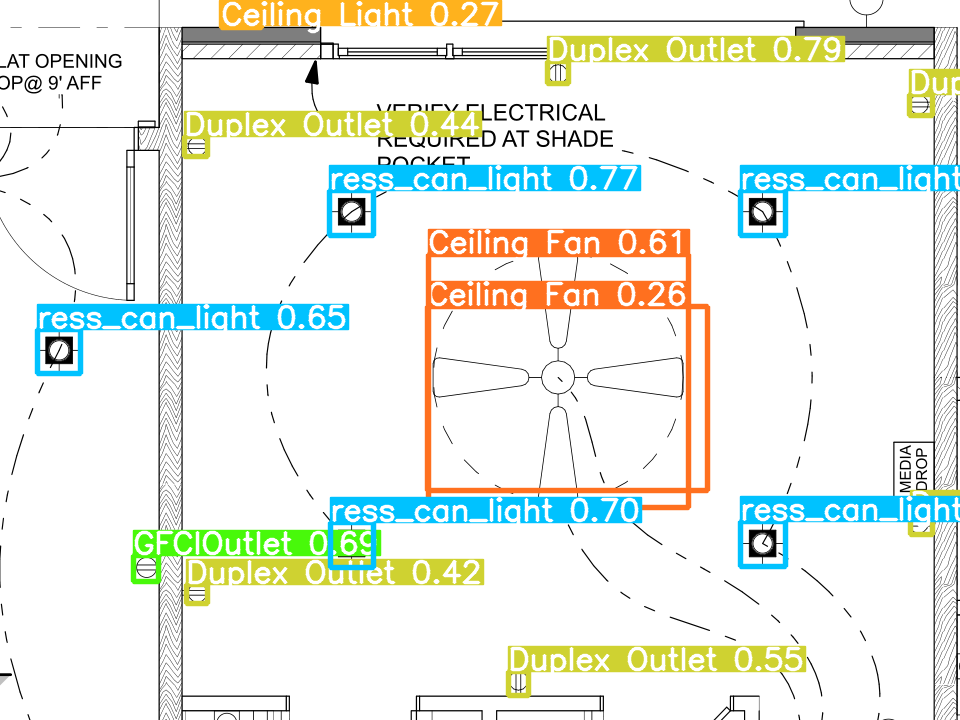 Ceiling Light 0.27
LAT OPENING
OP@ 9' AFF
Duplex Outlet 0.79
Dup
VERIFY ELECTRICAL
Duplex Outlet 0.44
REQUIRED AT SHADE
POCKET
ress_can_light 0.77
ress_can_light
Ceiling Fan 0.61
Ceiling Fan 0.26
ress_can_light 0.65
MEDIA
DROP
ress_can_light 0.70
ress_can_light
GFCIOutlet 0.69
Duplex Outlet 0.42
Duplex Outlet 0.55